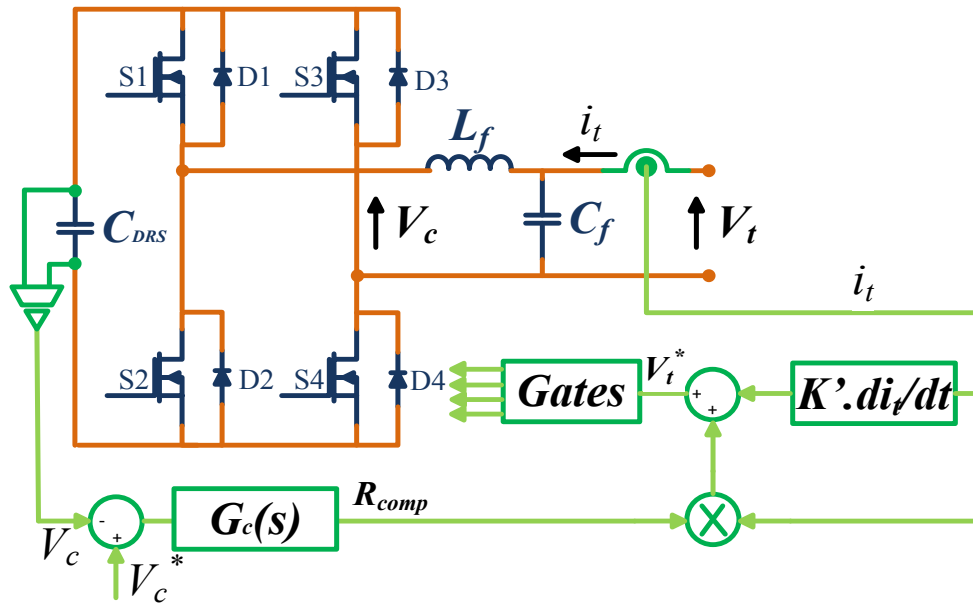 S1
D1
S3
D3
L_f
i_t
C_DRS
V_c
C_f
V_t
i_t
S2
D2
S4
D4
Gates
V_t^*
+
+
K'.di_t/dt
R_comp
G_c(s)
-
+
V_c
V_c^*
X